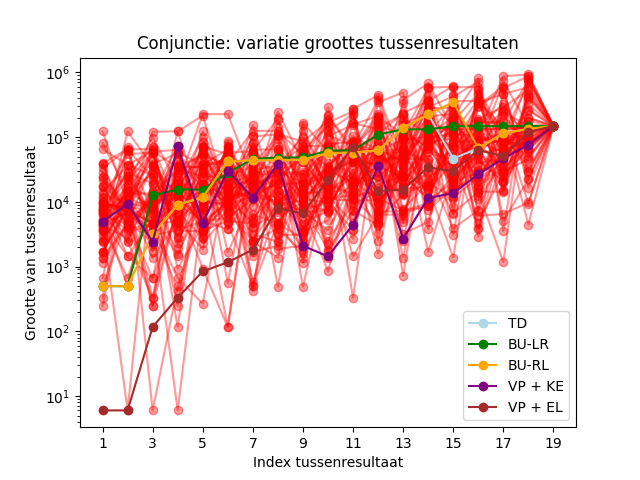 Conjunctie: variatie groottes tussenresultaten
Grootte van tussenresultaat
10^6
10^5
10^4
10^3
10^2
10^1
TD
BU-LR
BU-RL
VP + KE
VP + EL
1 3 5 7 9 11 13 15 17 19
Index tussenresultaat